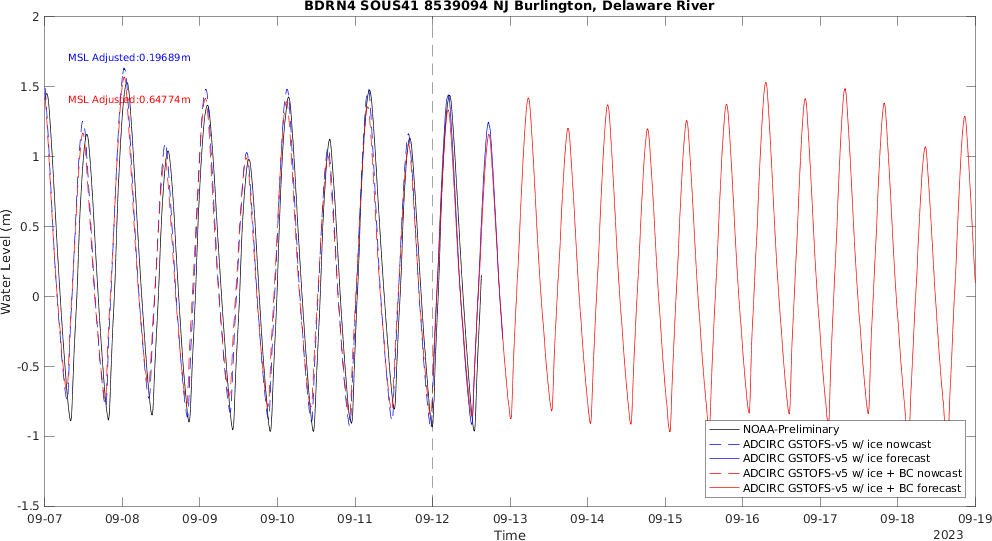 BDRN4 SOUS41 8539094 NJ Burlington, Delaware River
MSL Adjusted:0.19689m
MSL Adjusted:0.64774m
Water Level (m)
2
1.5
1
0.5
0
-0.5
-1
-1.5
NOAA-Preliminary
ADCIRC GSTOFS-v5 w/ ice nowcast
ADCIRC GSTOFS-v5 w/ ice forecast
ADCIRC GSTOFS-v5 w/ ice + BC nowcast
ADCIRC GSTOFS-v5 w/ ice + BC forecast
09-07 09-08 09-09 09-10 09-11 09-12 09-13 09-14 09-15 09-16 09-17 09-18 09-19
Time
2023